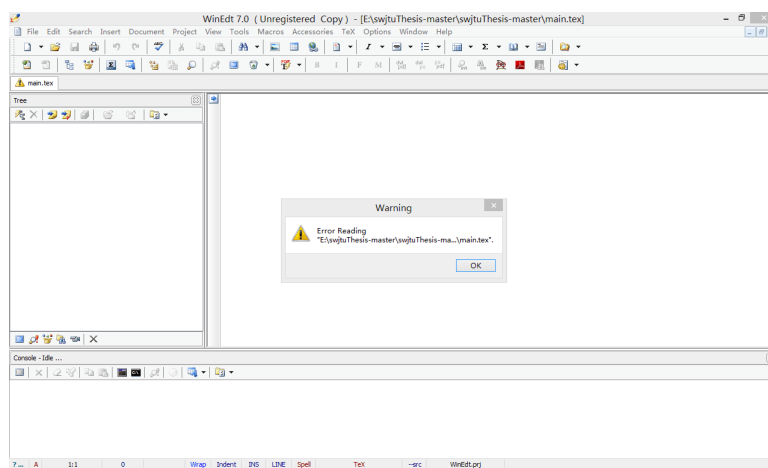 WinEdt 7.0 ( Unregistered Copy ) - [E:\swjtuThesis-master\swjtuThesis-master\main.tex]
File Edit Search Insert Document Project View Tools Macros Accessories TeX Options Window Help
B I F M
main.tex
Tree
Warning
Error Reading
"E:\swjtuThesis-master\swjtuThesis-ma...\main.tex".
OK
Console - Idle ...
?... A 1:1 0 Wrap Indent INS LINE Spell TeX --src WinEdt.prj